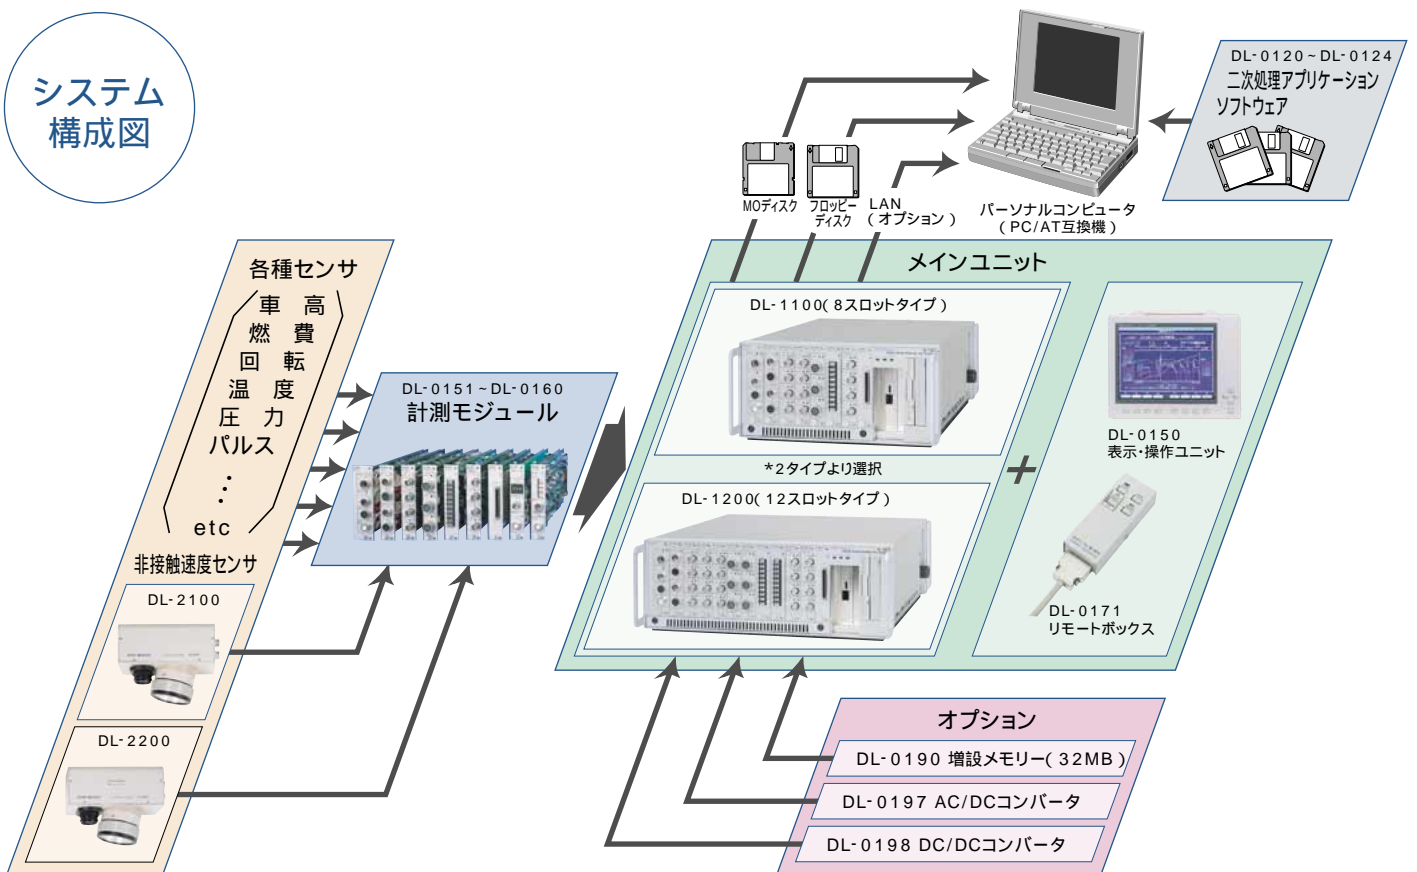 システム
構成図
DL-0120~DL-0124
二次処理アプリケーション
ソフトウェア
MOディスク
フロッピー
ディスク
LAN
(オプション)
パーソナルコンピュータ
(PC/AT互換機)
各種センサ
車 高
燃 費
回 転
温 度
圧 力
パルス
⋮
etc
非接触速度センサ
DL-2100
DL-2200
DL-0151~DL-0160
計測モジュール
メインユニット
DL-1100(8スロットタイプ)
*2タイプより選択
DL-1200(12スロットタイプ)
+
DL-0150
表示・操作ユニット
DL-0171
リモートボックス
オプション
DL-0190 増設メモリー(32MB)
DL-0197 AC/DCコンバータ
DL-0198 DC/DCコンバータ